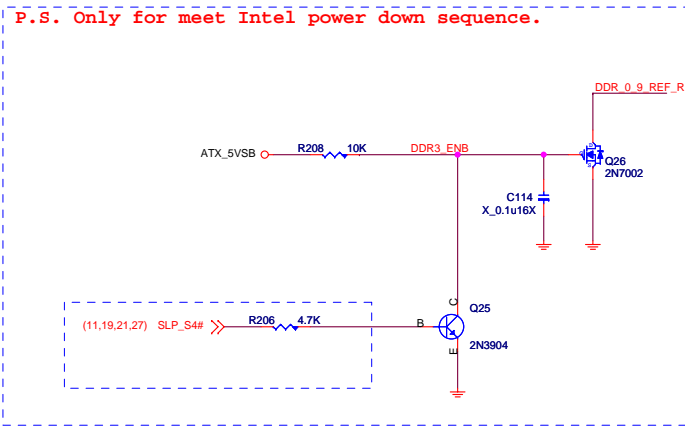 P.S. Only for meet Intel power down sequence.
DDR_0_9_REF_R
ATX_5VSB
R208 10K
DDR3_ENB
Q26
2N7002
C114
X_0.1u16X
C
Q25
(11,19,21,27) SLP_S4#
R206 4.7K
B
2N3904
E